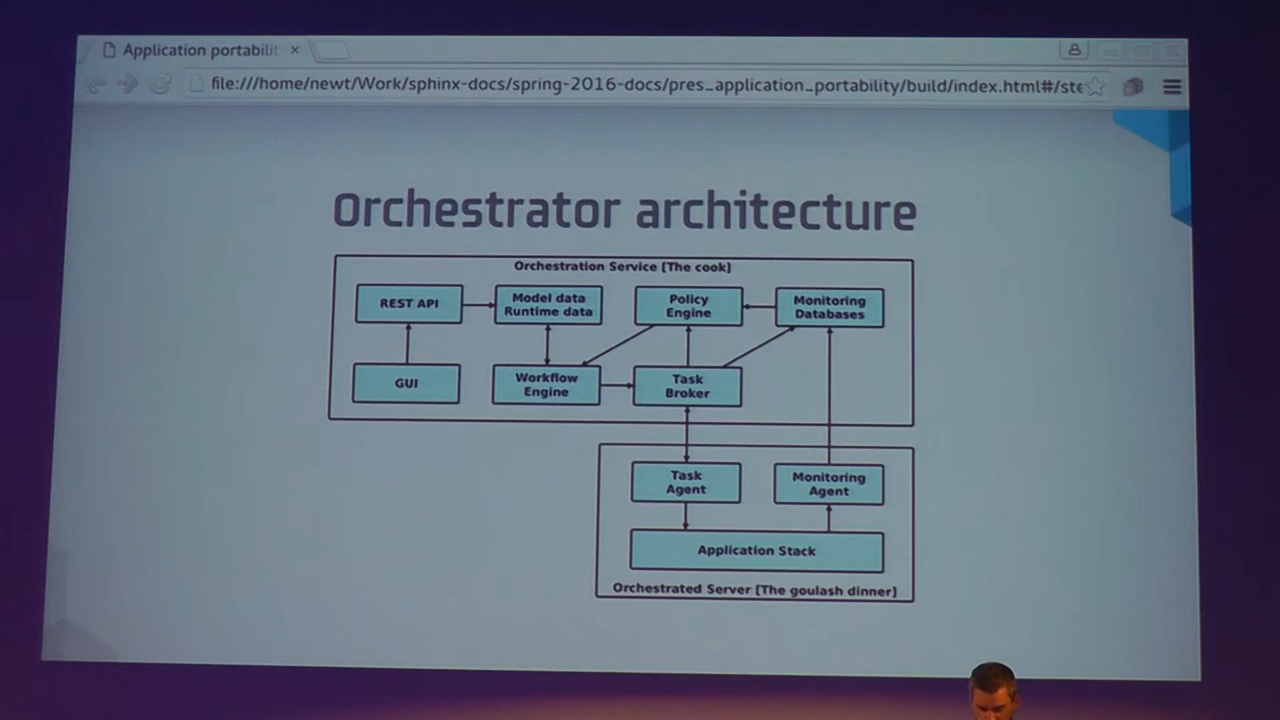 Application portabilit
file:///home/newt/Work/sphinx-docs/spring-2016-docs/pres_application_portability/build/index.html#/ste
Orchestrator architecture
Orchestration Service [The cook]
REST API
Model data
Runtime data
Policy
Engine
Monitoring
Databases
GUI
Workflow
Engine
Task
Broker
Task
Agent
Monitoring
Agent
Application Stack
Orchestrated Server [The goulash dinner]